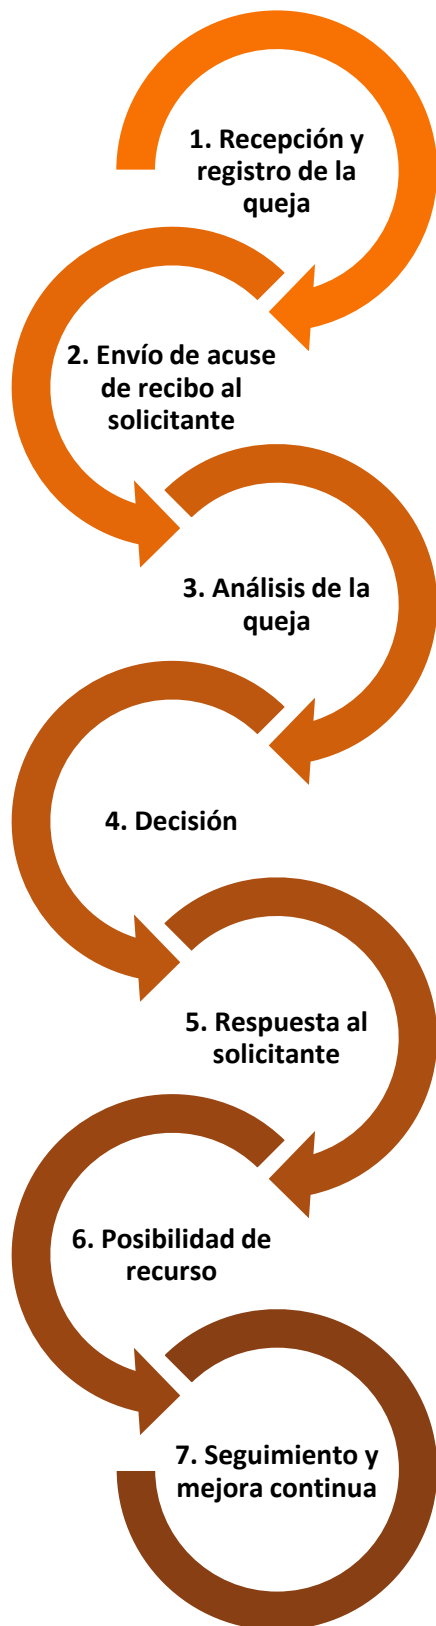 1. Recepción y
registro de la
queja
2. Envío de acuse
de recibo al
solicitante
3. Análisis de la
queja
4. Decisión
5. Respuesta al
solicitante
6. Posibilidad de
recurso
7. Seguimiento y
mejora continua